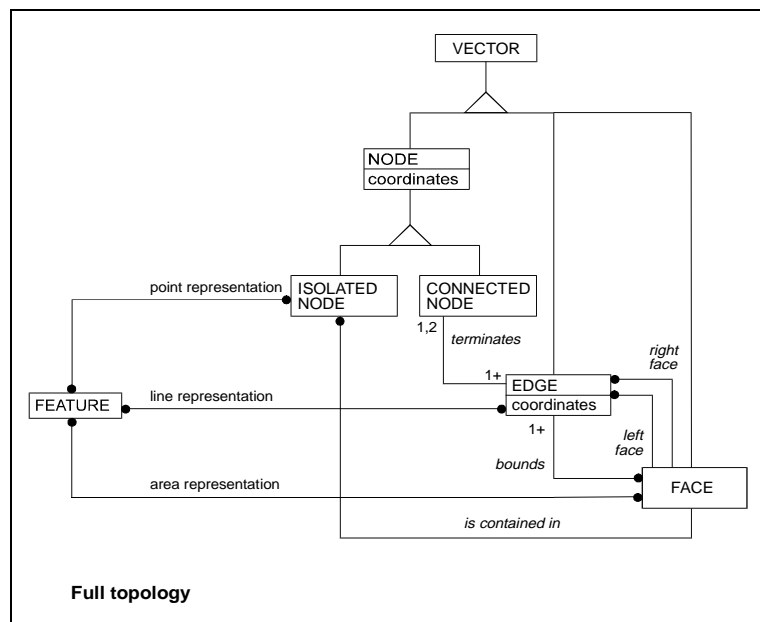 VECTOR
NODE
coordinates
point representation
ISOLATED
NODE
CONNECTED
NODE
1,2
terminates
right
face
1+
EDGE
coordinates
FEATURE
line representation
1+
left
face
bounds
area representation
FACE
is contained in
Full topology